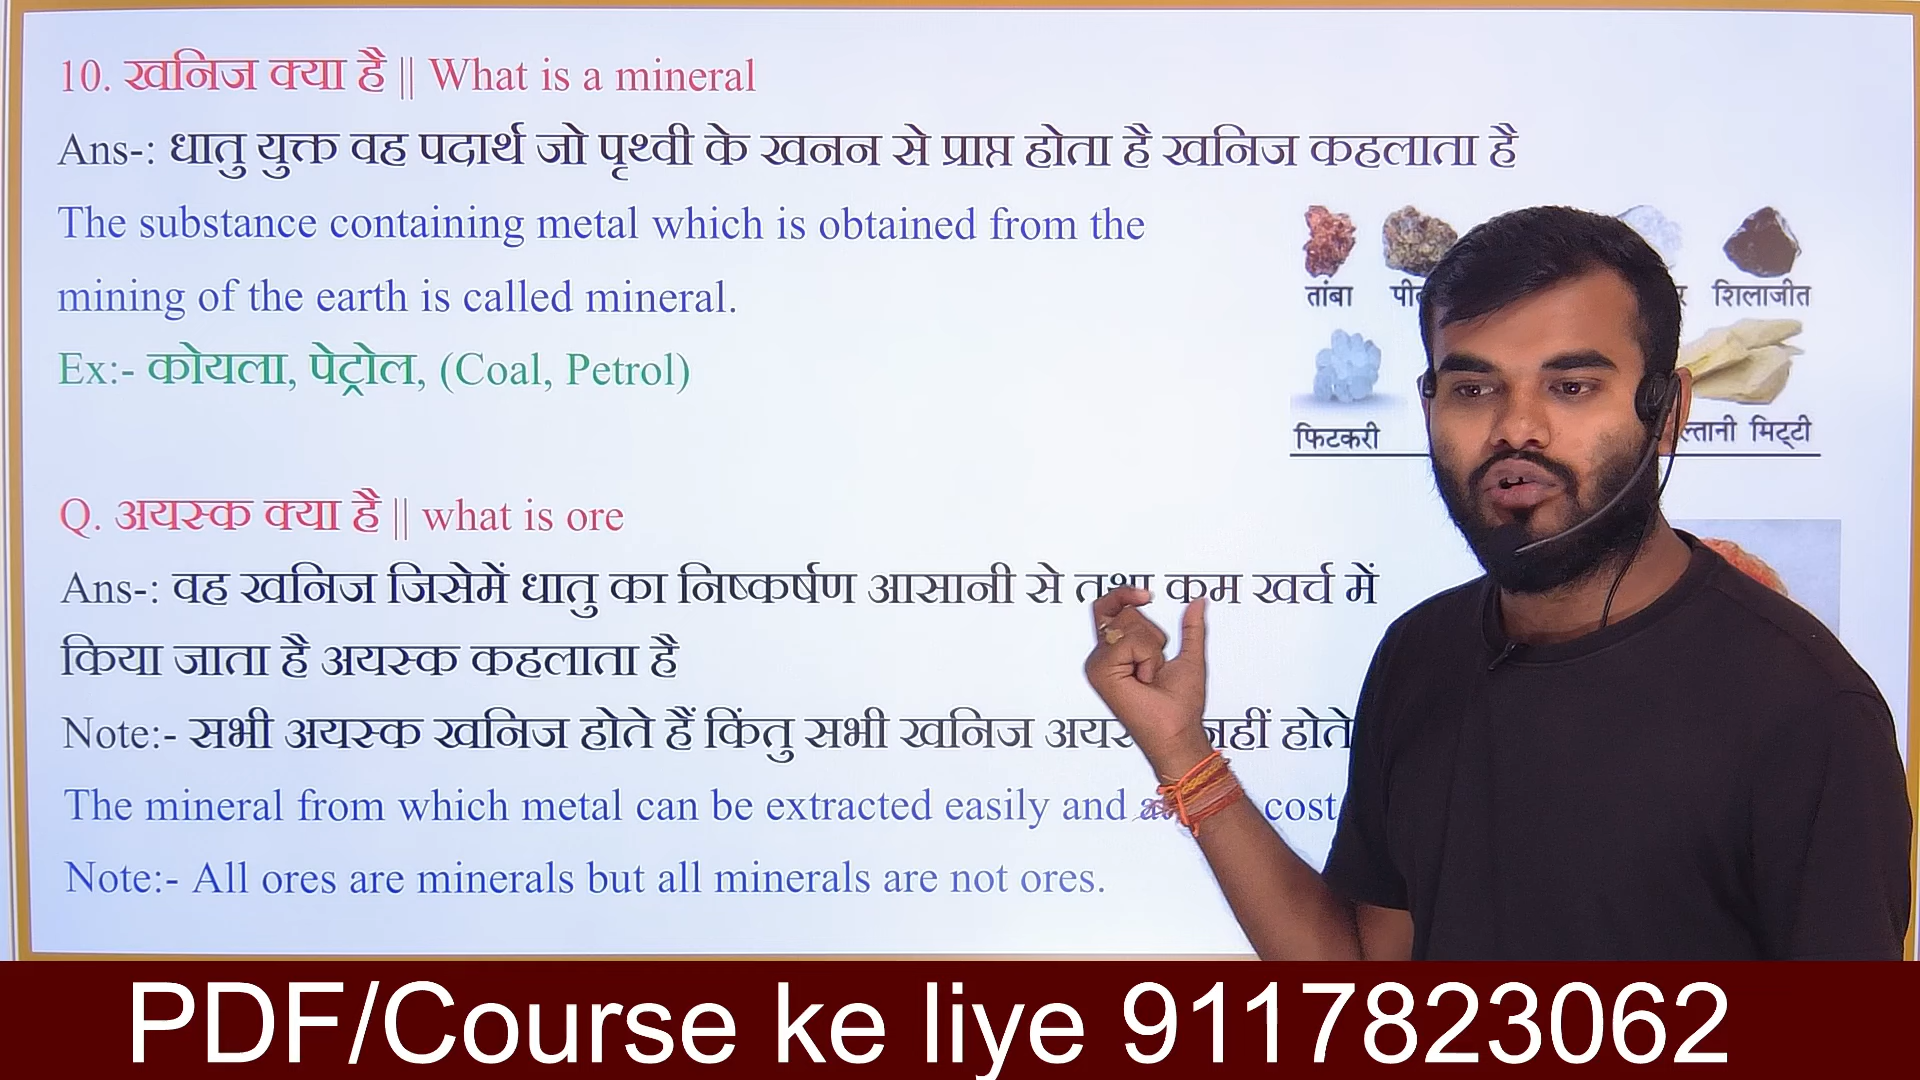 10. खनिज क्या है || What is a mineral
Ans-: धातु युक्त वह पदार्थ जो पृथ्वी के खनन से प्राप्त होता है खनिज कहलाता है
The substance containing metal which is obtained from the
mining of the earth is called mineral.
Ex:- कोयला, पेट्रोल, (Coal, Petrol)
तांबा शिलाजीत
फिटकरी मिट्टी
Q. अयस्क क्या है || what is ore
Ans-: वह खनिज जिसेमें धातु का निष्कर्षण आसानी से तथा कम खर्च में
किया जाता है अयस्क कहलाता है
Note:- सभी अयस्क खनिज होते हैं किंतु सभी खनिज नहीं होते
The mineral from which metal can be extracted easily and cost
Note:- All ores are minerals but all minerals are not ores.
PDF/Course ke liye 9117823062